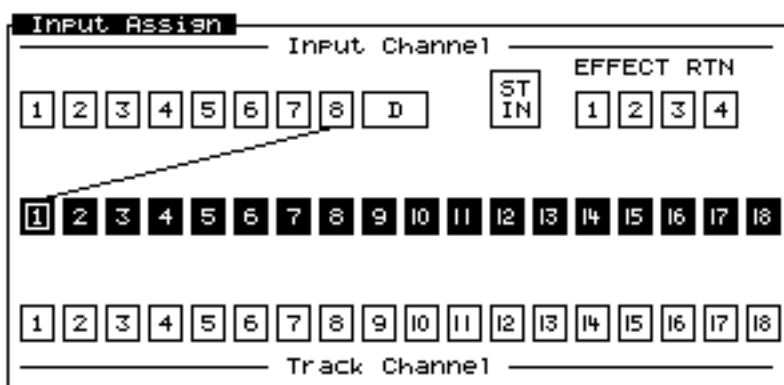 Input Assign
Input Channel
EFFECT RTN
1 2 3 4 5 6 7 8 D ST IN 1 2 3 4
1 2 3 4 5 6 7 8 9 10 11 12 13 14 15 16 17 18
1 2 3 4 5 6 7 8 9 10 11 12 13 14 15 16 17 18
Track Channel